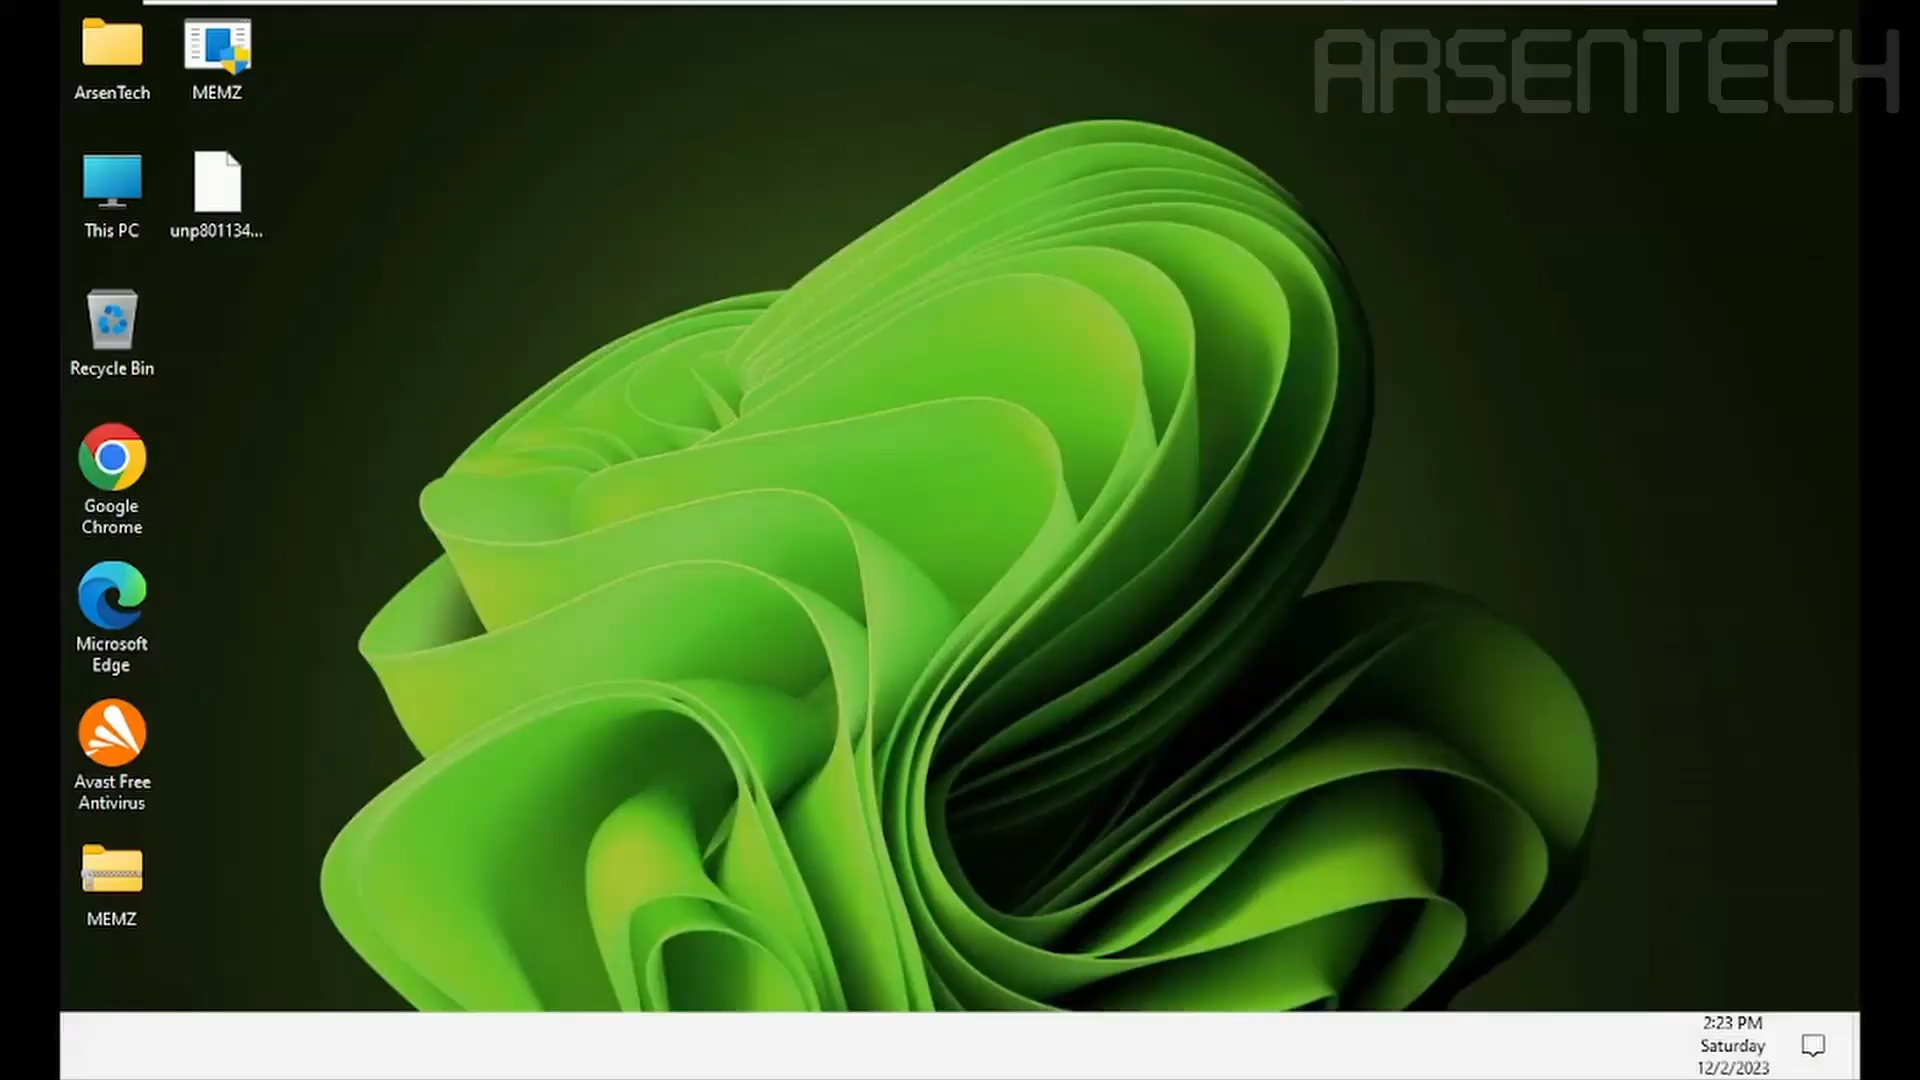 ARSENTECH
ArsenTech
MEMZ
This PC
unp801134...
Recycle Bin
Google
Chrome
Microsoft
Edge
Avast Free
Antivirus
MEMZ
2:23 PM
Saturday
12/2/2023